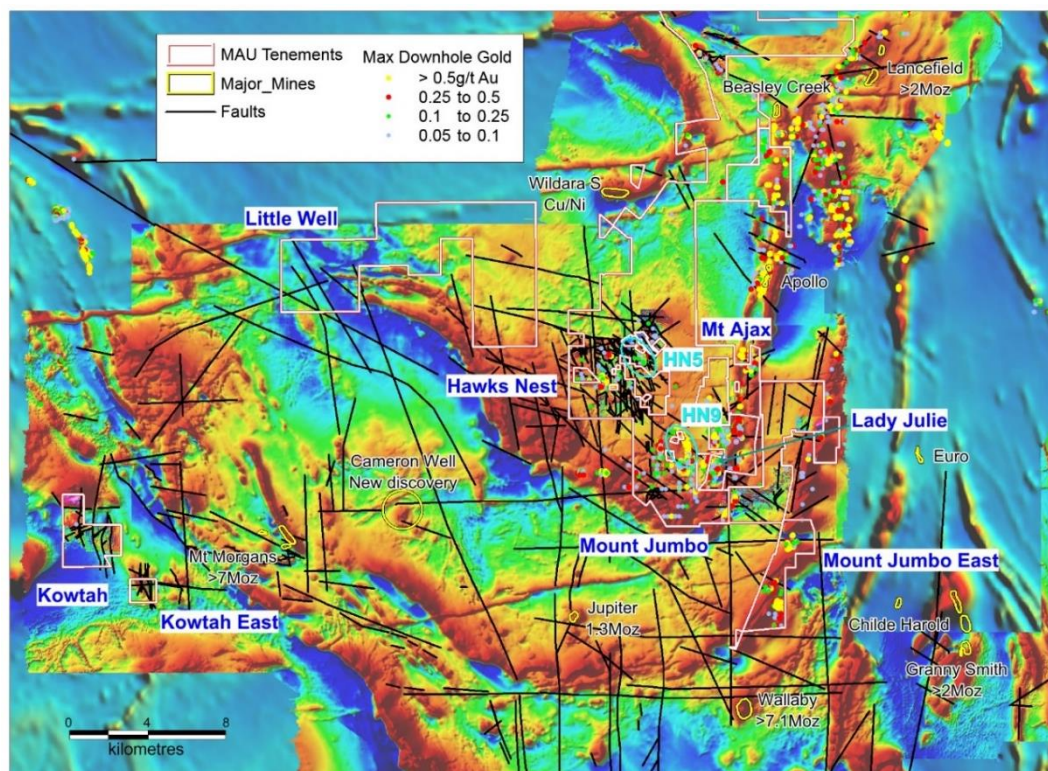 MAU Tenements
Major_Mines
Faults
Max Downhole Gold
> 0.5g/t Au
0.25 to 0.5
0.1 to 0.25
0.05 to 0.1
Lancefield
>2Moz
Beasley Creek
Wildara S
Cu/Ni
Little Well
Apollo
Mt Ajax
HN5
Hawks Nest
HN9
Lady Julie
Euro
Cameron Well
New discovery
Mt Morgans
>7Moz
Mount Jumbo
Mount Jumbo East
Kowtah
Kowtah East
Jupiter
1.3Moz
Childe Harold
Granny Smith
>2Moz
Wallaby
>7.1Moz
0 4 8
kilometres